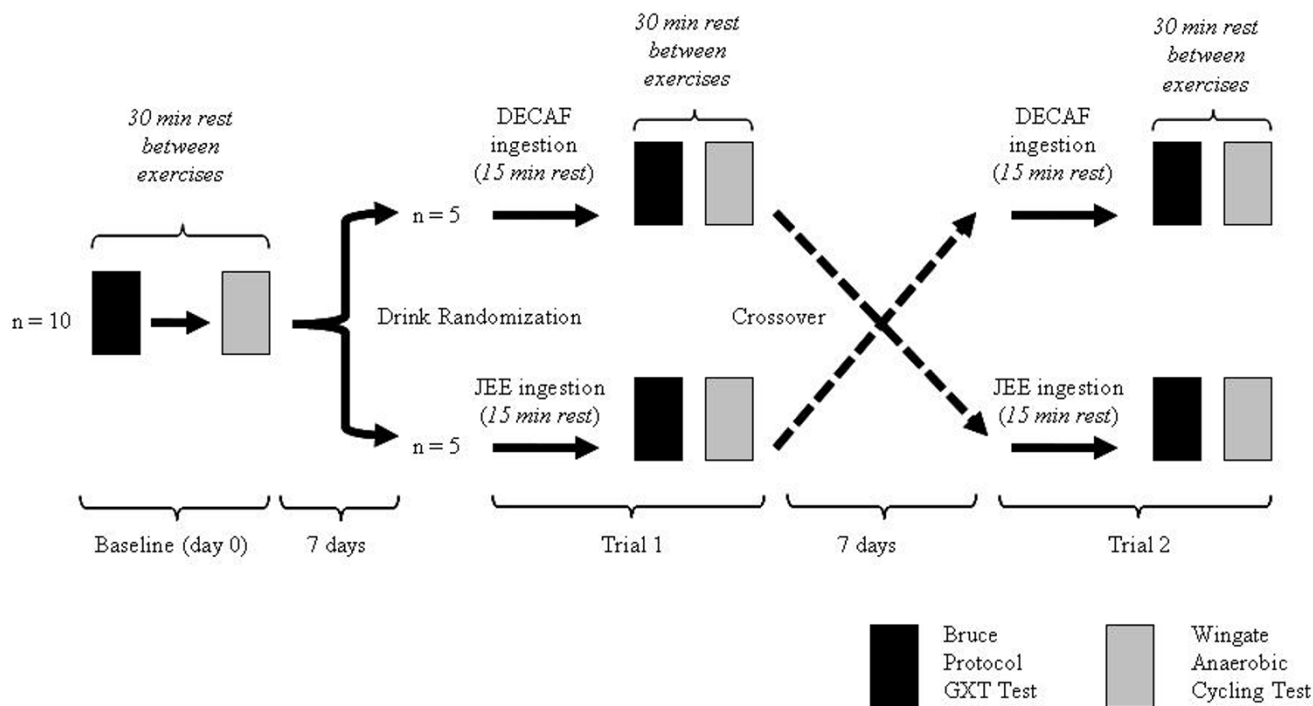 30 min rest
between
exercises
n = 10
Baseline (day 0)
7 days
Drink Randomization
n = 5
DECAF
ingestion
(15 min rest)
30 min rest
between
exercises
n = 5
JEE ingestion
(15 min rest)
Trial 1
Crossover
7 days
DECAF
ingestion
(15 min rest)
30 min rest
between
exercises
JEE ingestion
(15 min rest)
Trial 2
Bruce
Protocol
GXT Test
Wingate
Anaerobic
Cycling Test